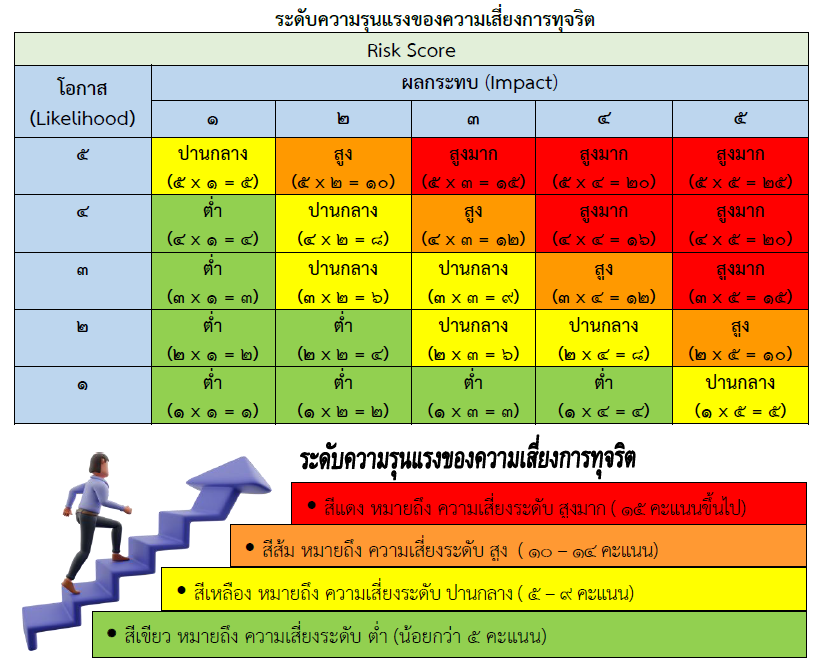 ระดับความรุนแรงของความเสี่ยงการทุจริต
Risk Score
โอกาส
(Likelihood)
ผลกระทบ (Impact)
๑ ๒ ๓ ๔ ๕
๕ ปานกลาง สูง สูงมาก สูงมาก สูงมาก
(๕ x ๑ = ๕) (๕ x ๒ = ๑๐) (๕ x ๓ = ๑๕) (๕ x ๔ = ๒๐) (๕ x ๕ = ๒๕)
๔ ต่ำ ปานกลาง สูง สูงมาก สูงมาก
(๔ x ๑ = ๔) (๔ x ๒ = ๘) (๔ x ๓ = ๑๒) (๔ x ๔ = ๑๖) (๔ x ๕ = ๒๐)
๓ ต่ำ ปานกลาง ปานกลาง สูง สูงมาก
(๓ x ๑ = ๓) (๓ x ๒ = ๖) (๓ x ๓ = ๙) (๓ x ๔ = ๑๒) (๓ x ๕ = ๑๕)
๒ ต่ำ ต่ำ ปานกลาง ปานกลาง สูง
(๒ x ๑ = ๒) (๒ x ๒ = ๔) (๒ x ๓ = ๖) (๒ x ๔ = ๘) (๒ x ๕ = ๑๐)
๑ ต่ำ ต่ำ ต่ำ ต่ำ ปานกลาง
(๑ x ๑ = ๑) (๑ x ๒ = ๒) (๑ x ๓ = ๓) (๑ x ๔ = ๔) (๑ x ๕ = ๕)
ระดับความรุนแรงของความเสี่ยงการทุจริต
• สีแดง หมายถึง ความเสี่ยงระดับ สูงมาก ( ๑๕ คะแนนขึ้นไป)
• สีส้ม หมายถึง ความเสี่ยงระดับ สูง ( ๑๐ – ๑๔ คะแนน)
• สีเหลือง หมายถึง ความเสี่ยงระดับ ปานกลาง ( ๕ – ๙ คะแนน)
• สีเขียว หมายถึง ความเสี่ยงระดับ ต่ำ (น้อยกว่า ๕ คะแนน)